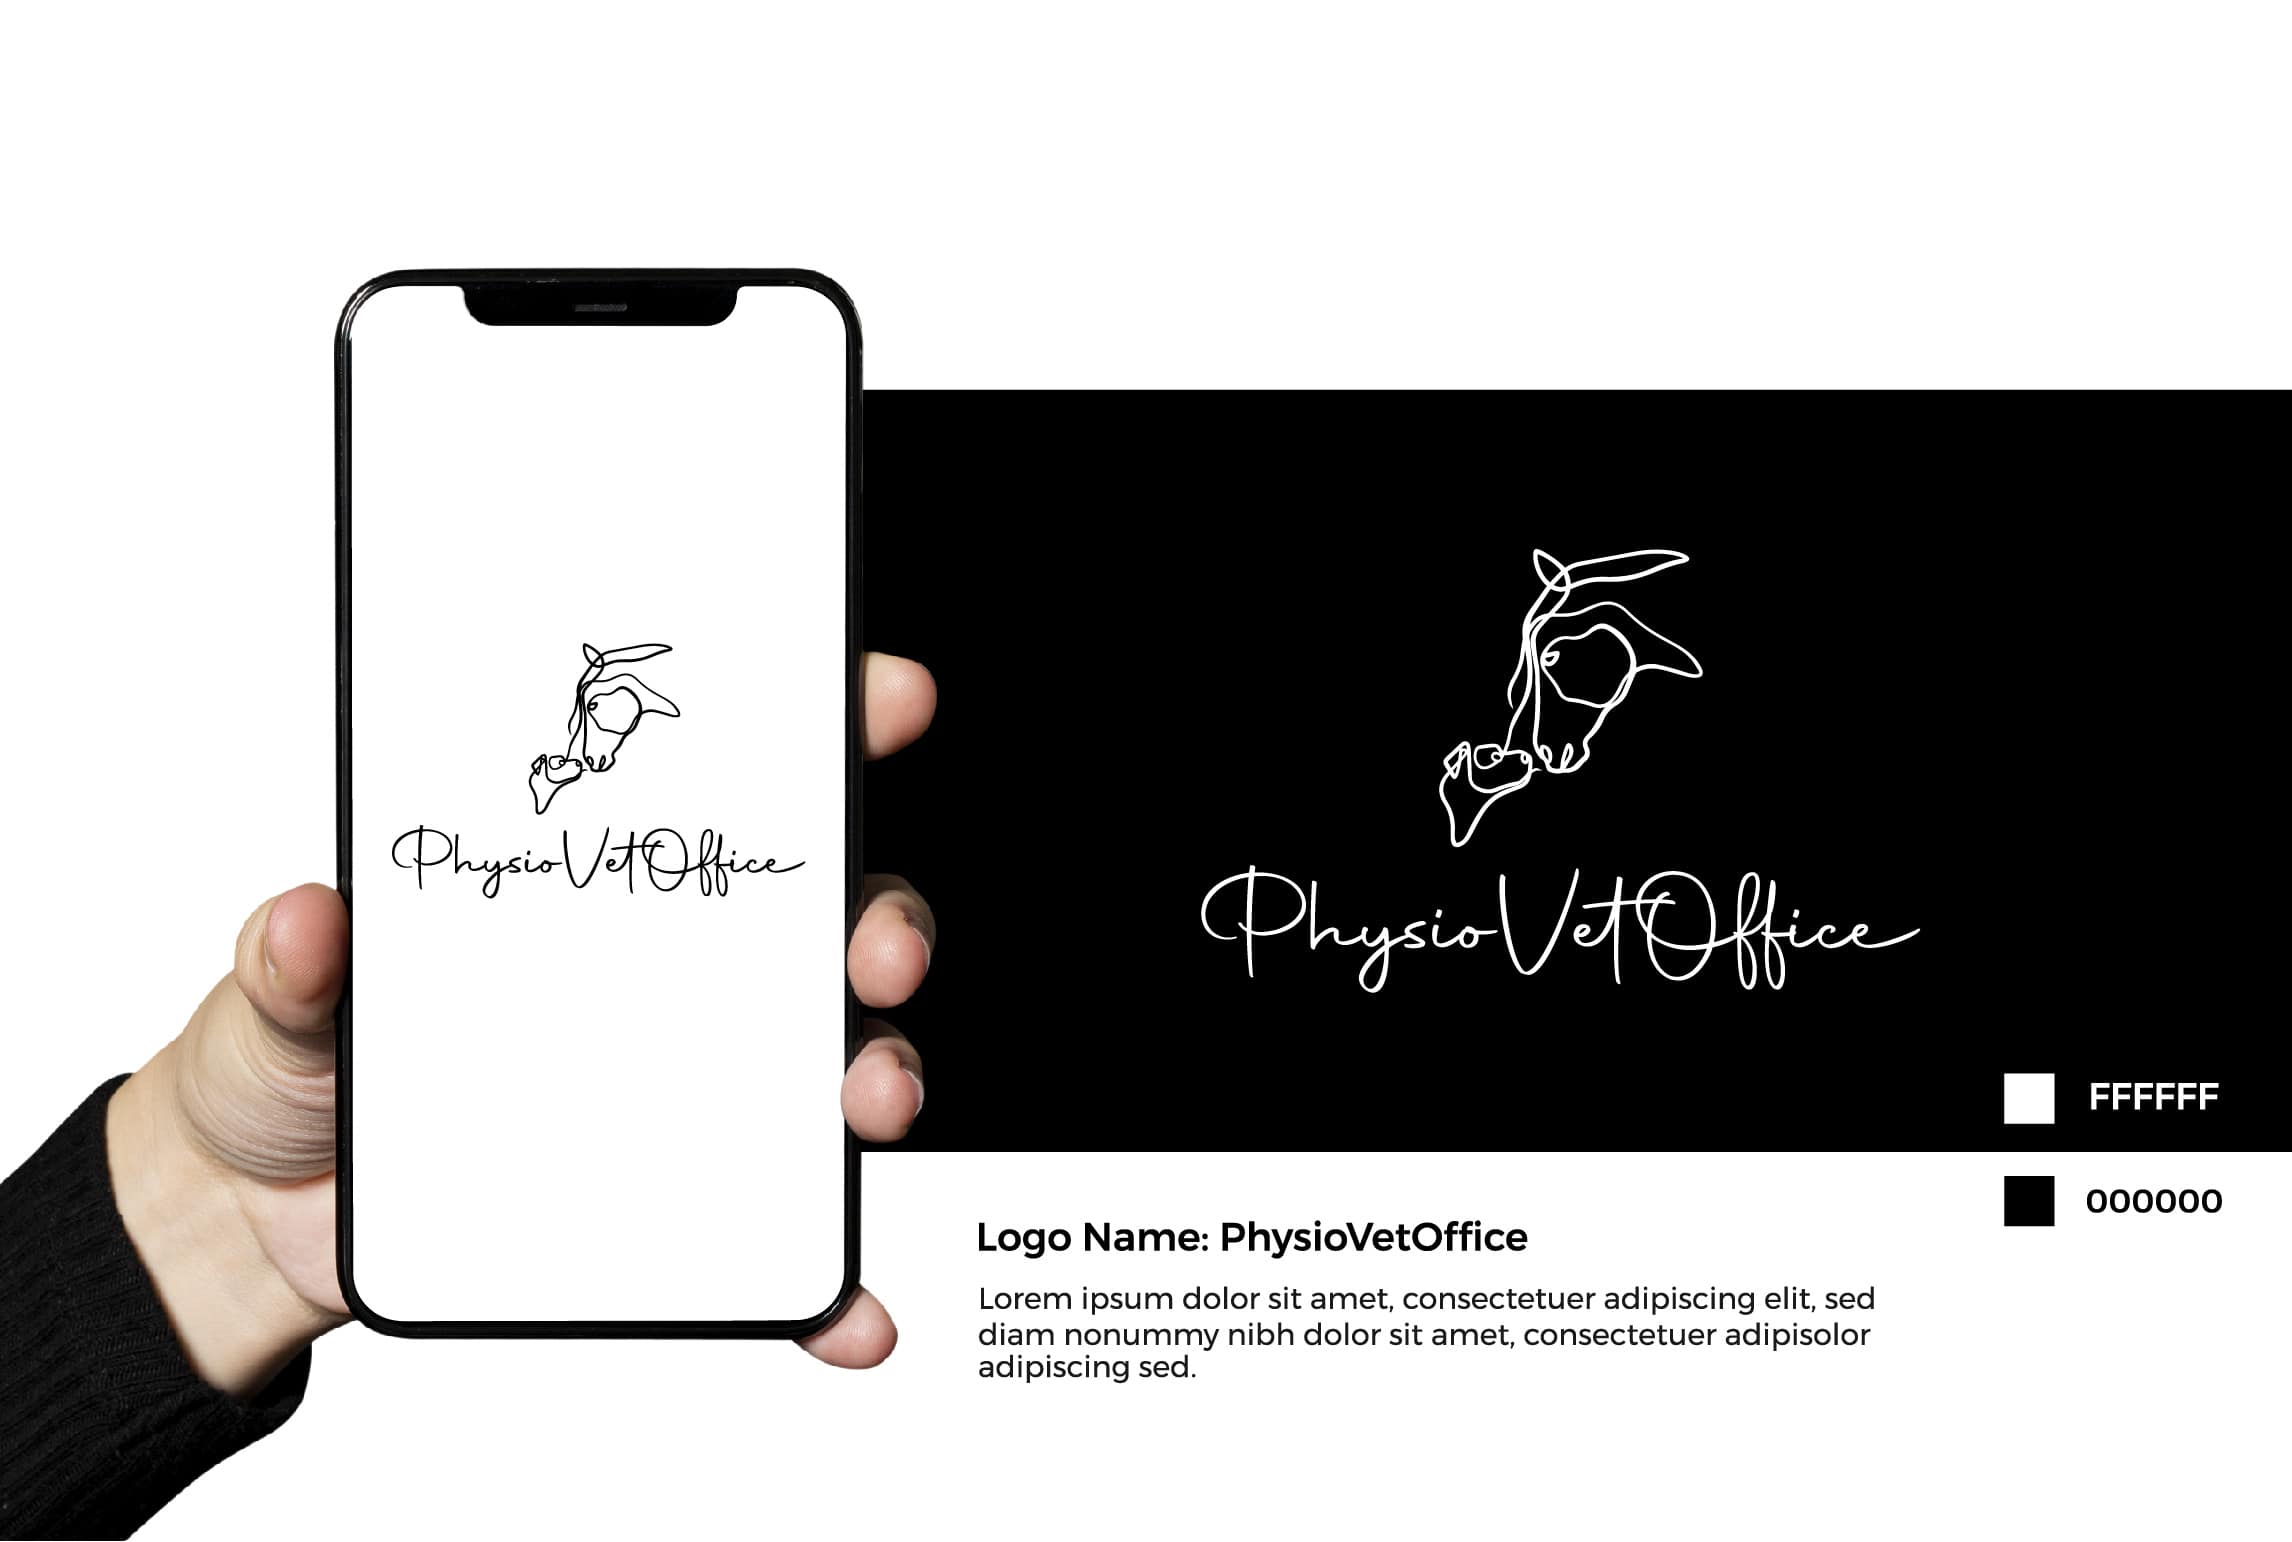 PhysioVetOffice
PhysioVetOffice
FFFFFF
000000
Logo Name: PhysioVetOffice
Lorem ipsum dolor sit amet, consectetuer adipiscing elit, sed
diam nonummy nibh dolor sit amet, consectetuer adipisolor
adipiscing sed.